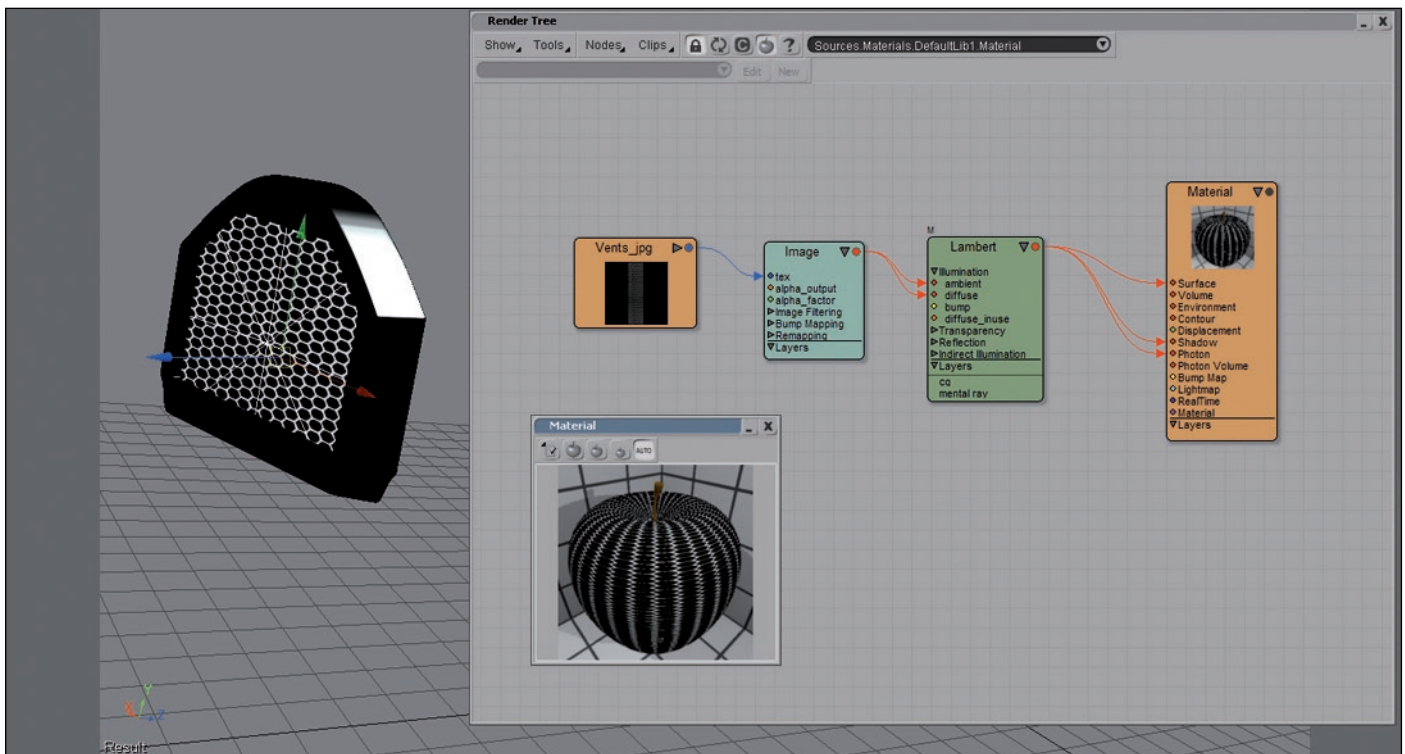 Render Tree
Show Tools Nodes Clips C ? Sources.Materials.DefaultLib1.Material
Edit New
Vents_jpg
Image
tex
alpha_output
alpha_factor
Image Filtering
Bump Mapping
Remapping
Layers
M
Lambert
Illumination
ambient
diffuse
bump
diffuse_inuse
Transparency
Reflection
Indirect Illumination
Layers
cq
mental ray
Material
Surface
Volume
Environment
Contour
Displacement
Shadow
Photon
Photon Volume
Bump Map
Lightmap
RealTime
Material
Layers
Material
AUTO
Y
X
Z
Result